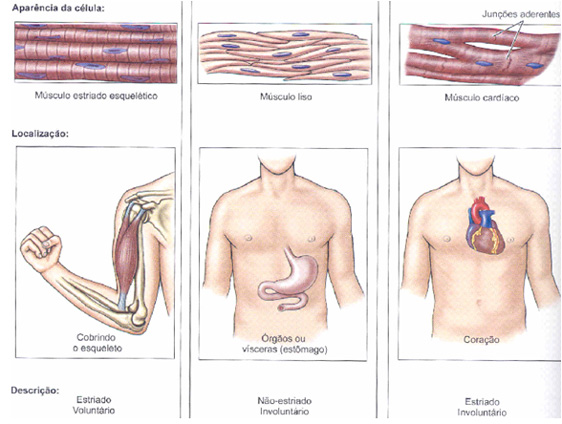 Aparência da célula:
Junções aderentes
Músculo estriado esquelético
Músculo liso
Músculo cardíaco
Localização:
Cobrindo
o esqueleto
Órgãos ou
vísceras (estômago)
Coração
Descrição:
Estriado
Voluntário
Não-estriado
Involuntário
Estriado
Involuntário